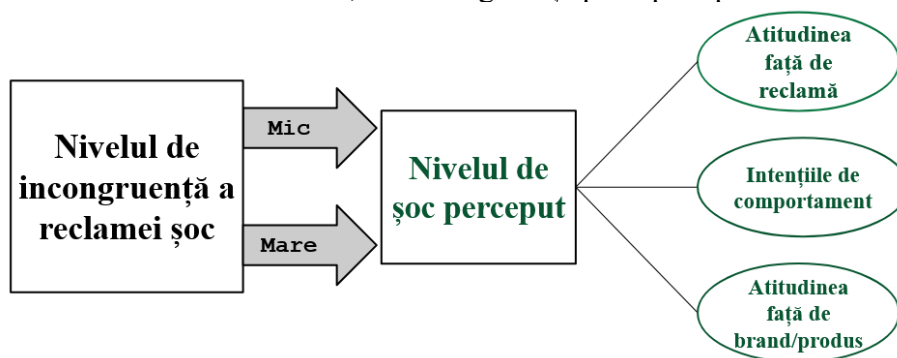 Nivelul de
incongruență a
reclamei șoc
Mic
Mare
Nivelul de
șoc perceput
Atitudinea
față de
reclamă
Intențiile de
comportament
Atitudinea
față de
brand/produs